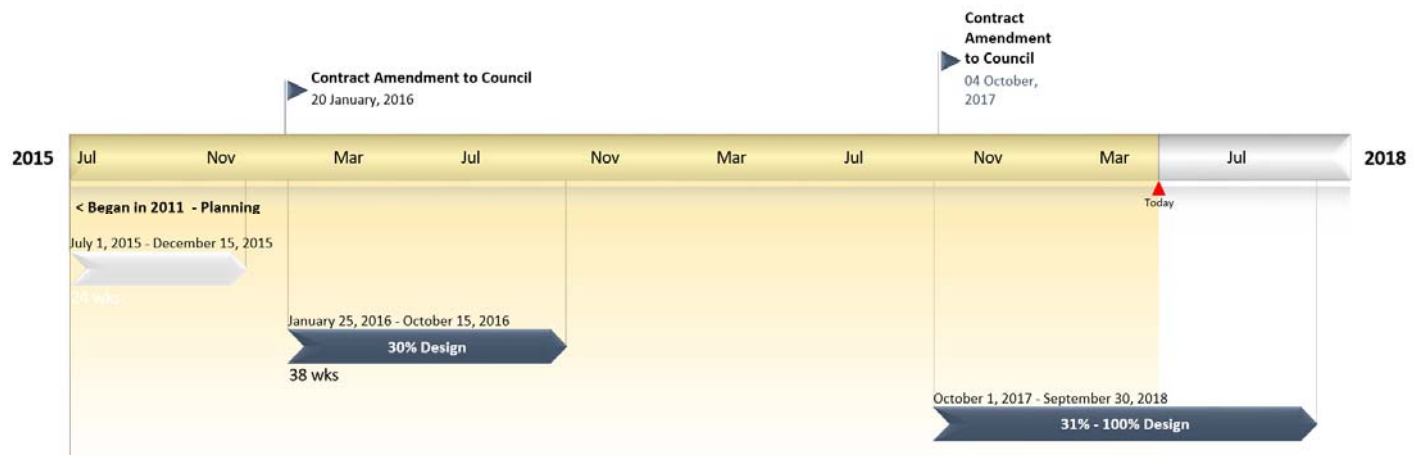 Contract
Amendment
to Council
04 October,
2017
Contract Amendment to Council
20 January, 2016
2015 Jul Nov Mar Jul Nov Mar Jul Nov Mar Jul 2018
Today
< Began in 2011 - Planning
July 1, 2015 - December 15, 2015
24 wks
January 25, 2016 - October 15, 2016
30% Design
38 wks
October 1, 2017 - September 30, 2018
31% - 100% Design